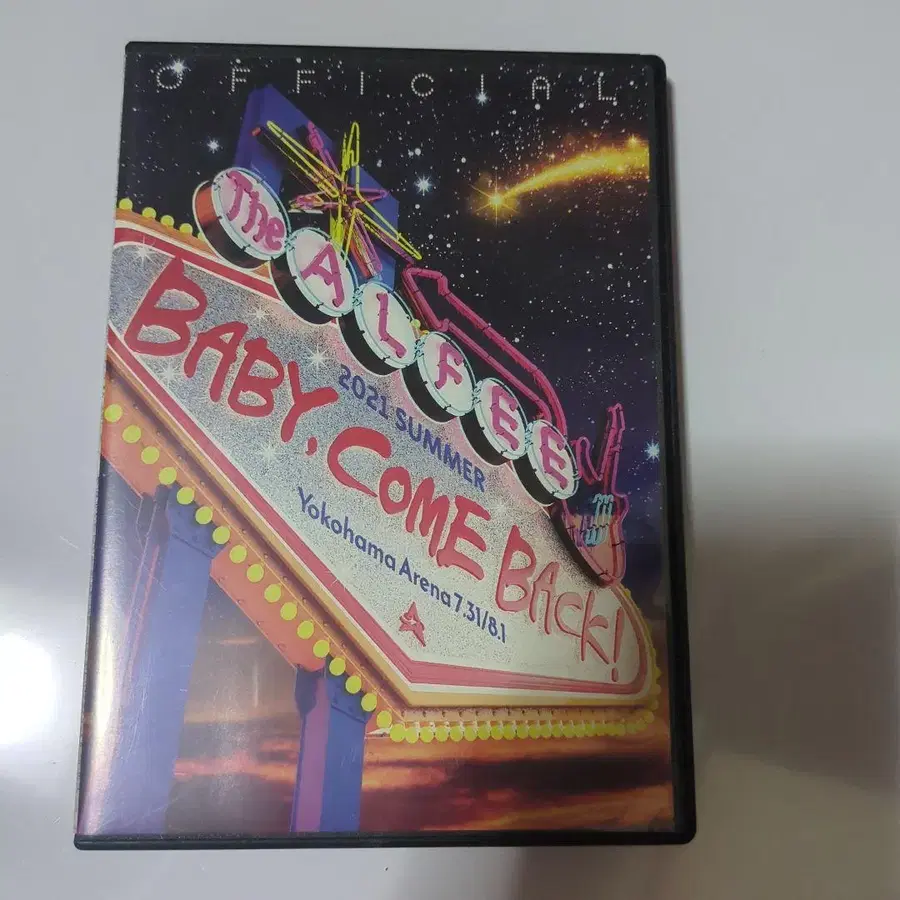 OFFICIAL
The ALFEE
2021 SUMMER
BABY, COME BACK!
Yokohama Arena 7.31/8.1